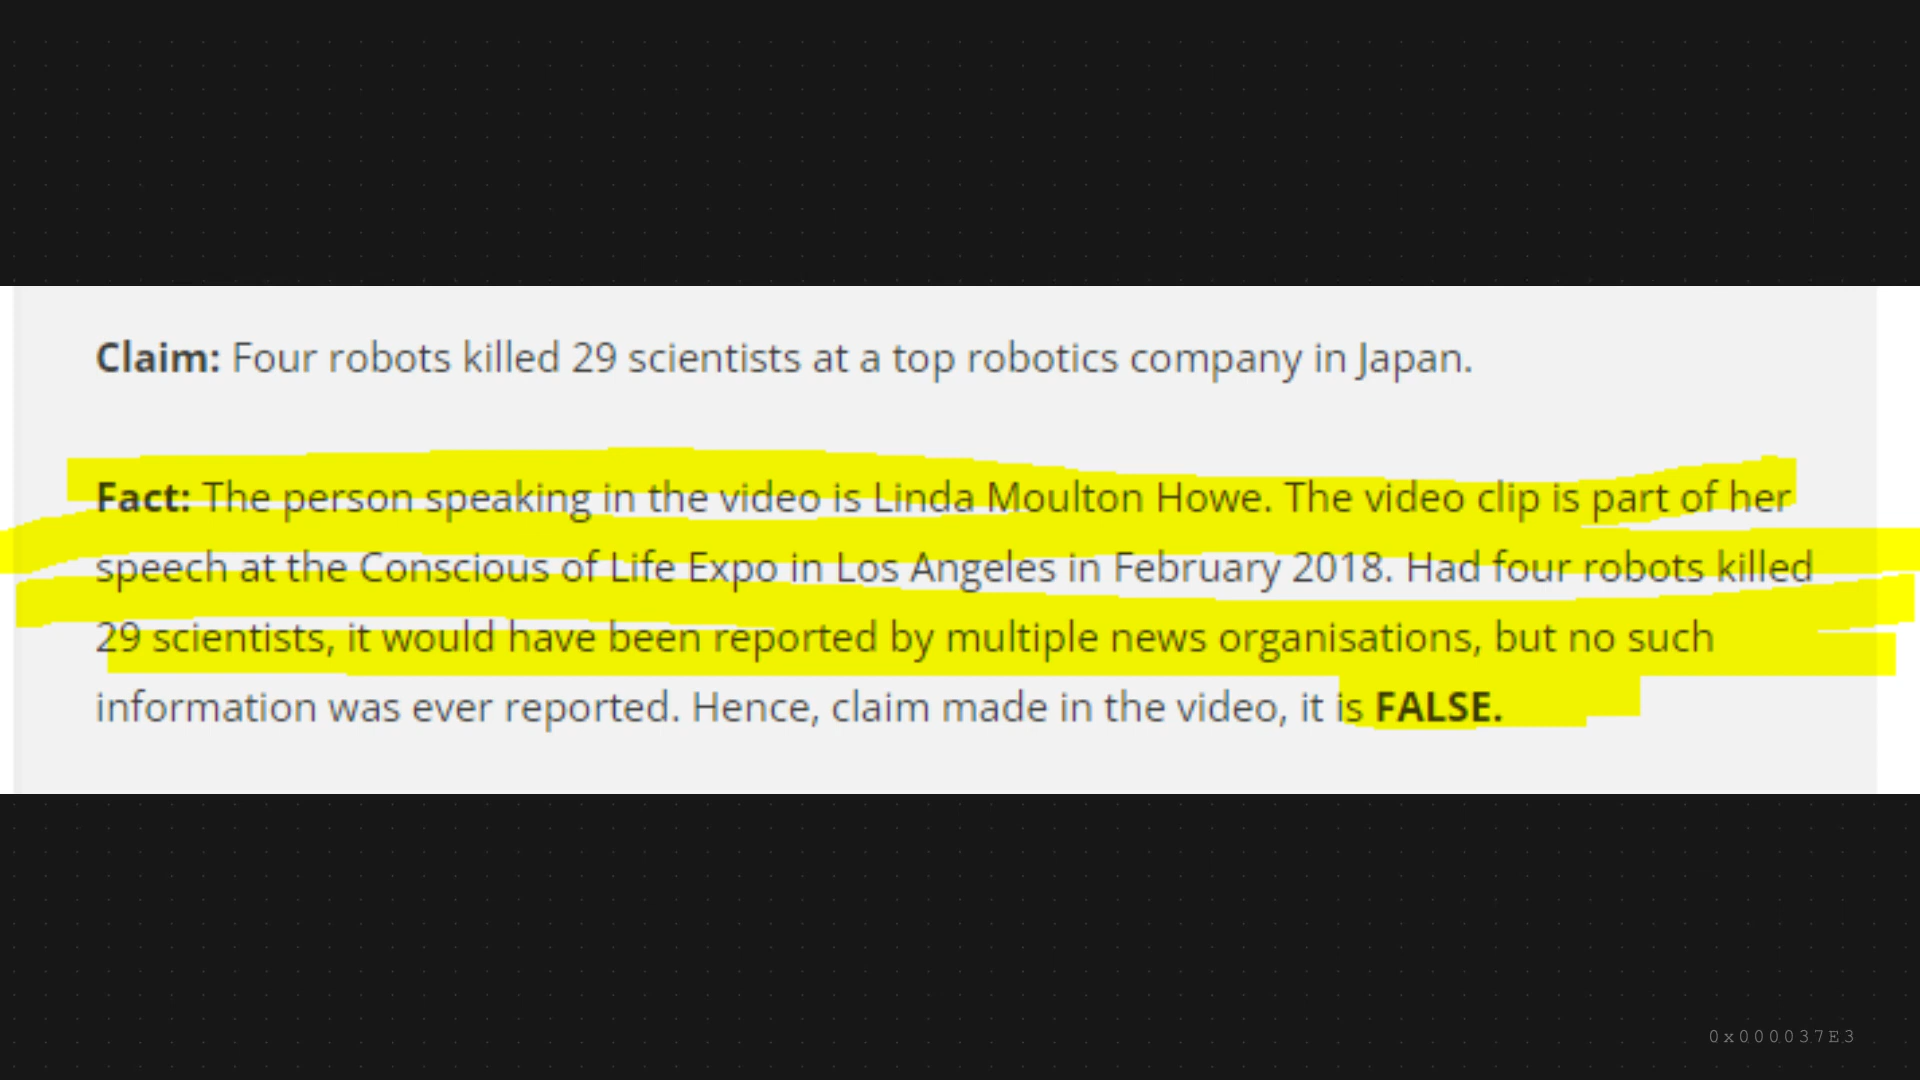 Claim: Four robots killed 29 scientists at a top robotics company in Japan.
Fact: The person speaking in the video is Linda Moulton Howe. The video clip is part of her
speech at the Conscious of Life Expo in Los Angeles in February 2018. Had four robots killed
29 scientists, it would have been reported by multiple news organisations, but no such
information was ever reported. Hence, claim made in the video, it is FALSE.
0x000037E3